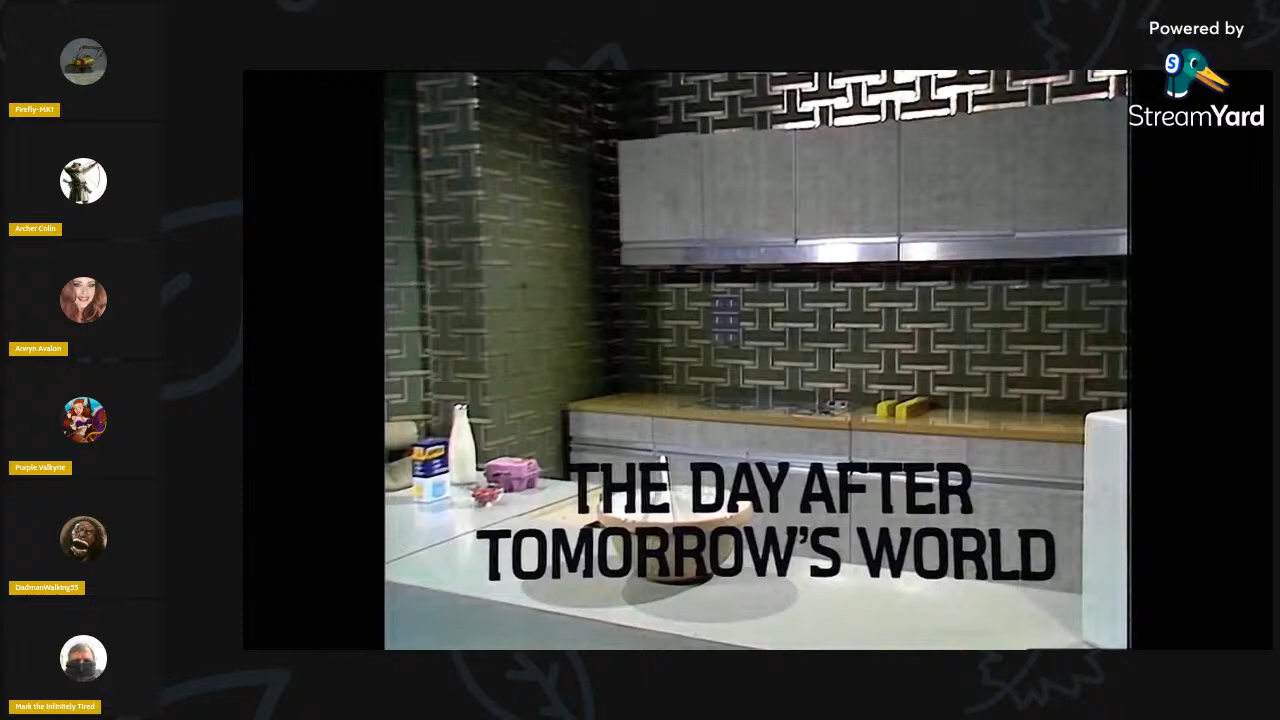 Powered by
StreamYard
Firefly-MK1
Archer Colin
Arwyn Avalon
Purple Valkyrie
DadmanWalking55
Mark the Infinitely Tired
THE DAY AFTER
TOMORROW'S WORLD